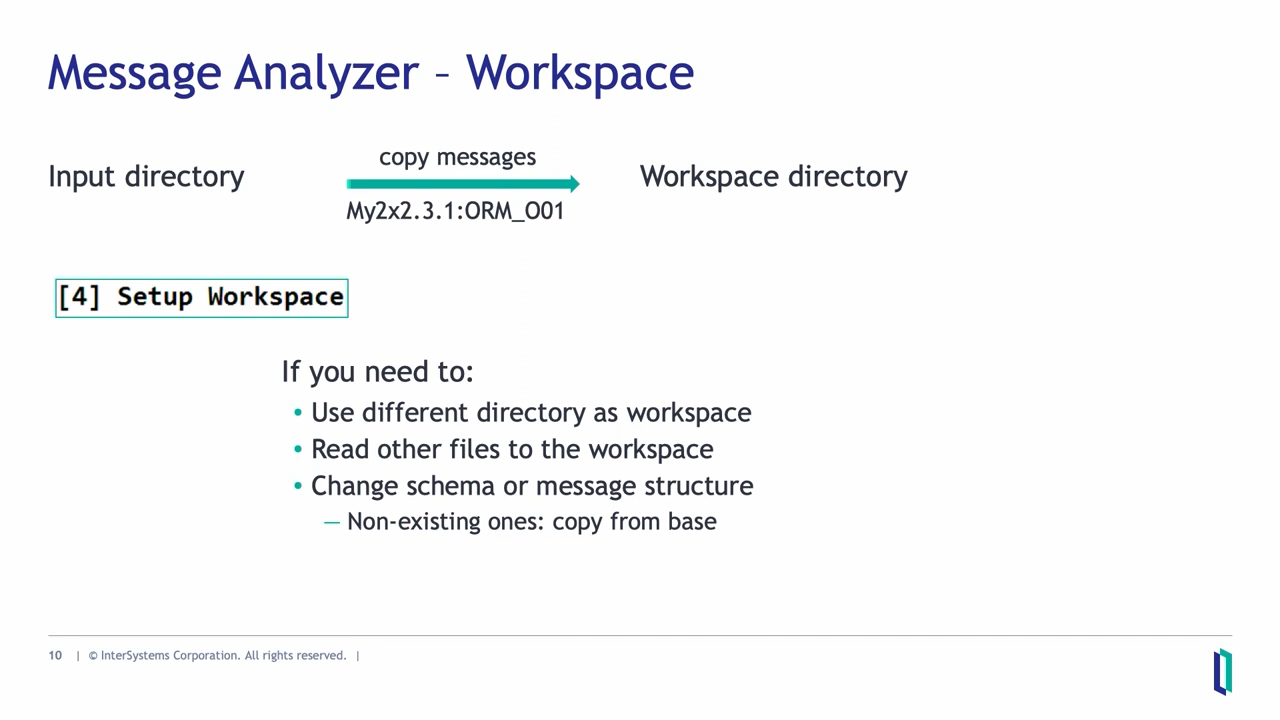 Message Analyzer – Workspace
copy messages
Input directory
Workspace directory
My2x2.3.1:ORM_O01
[4] Setup Workspace
If you need to:
• Use different directory as workspace
• Read other files to the workspace
• Change schema or message structure
— Non-existing ones: copy from base
10 | © InterSystems Corporation. All rights reserved. |